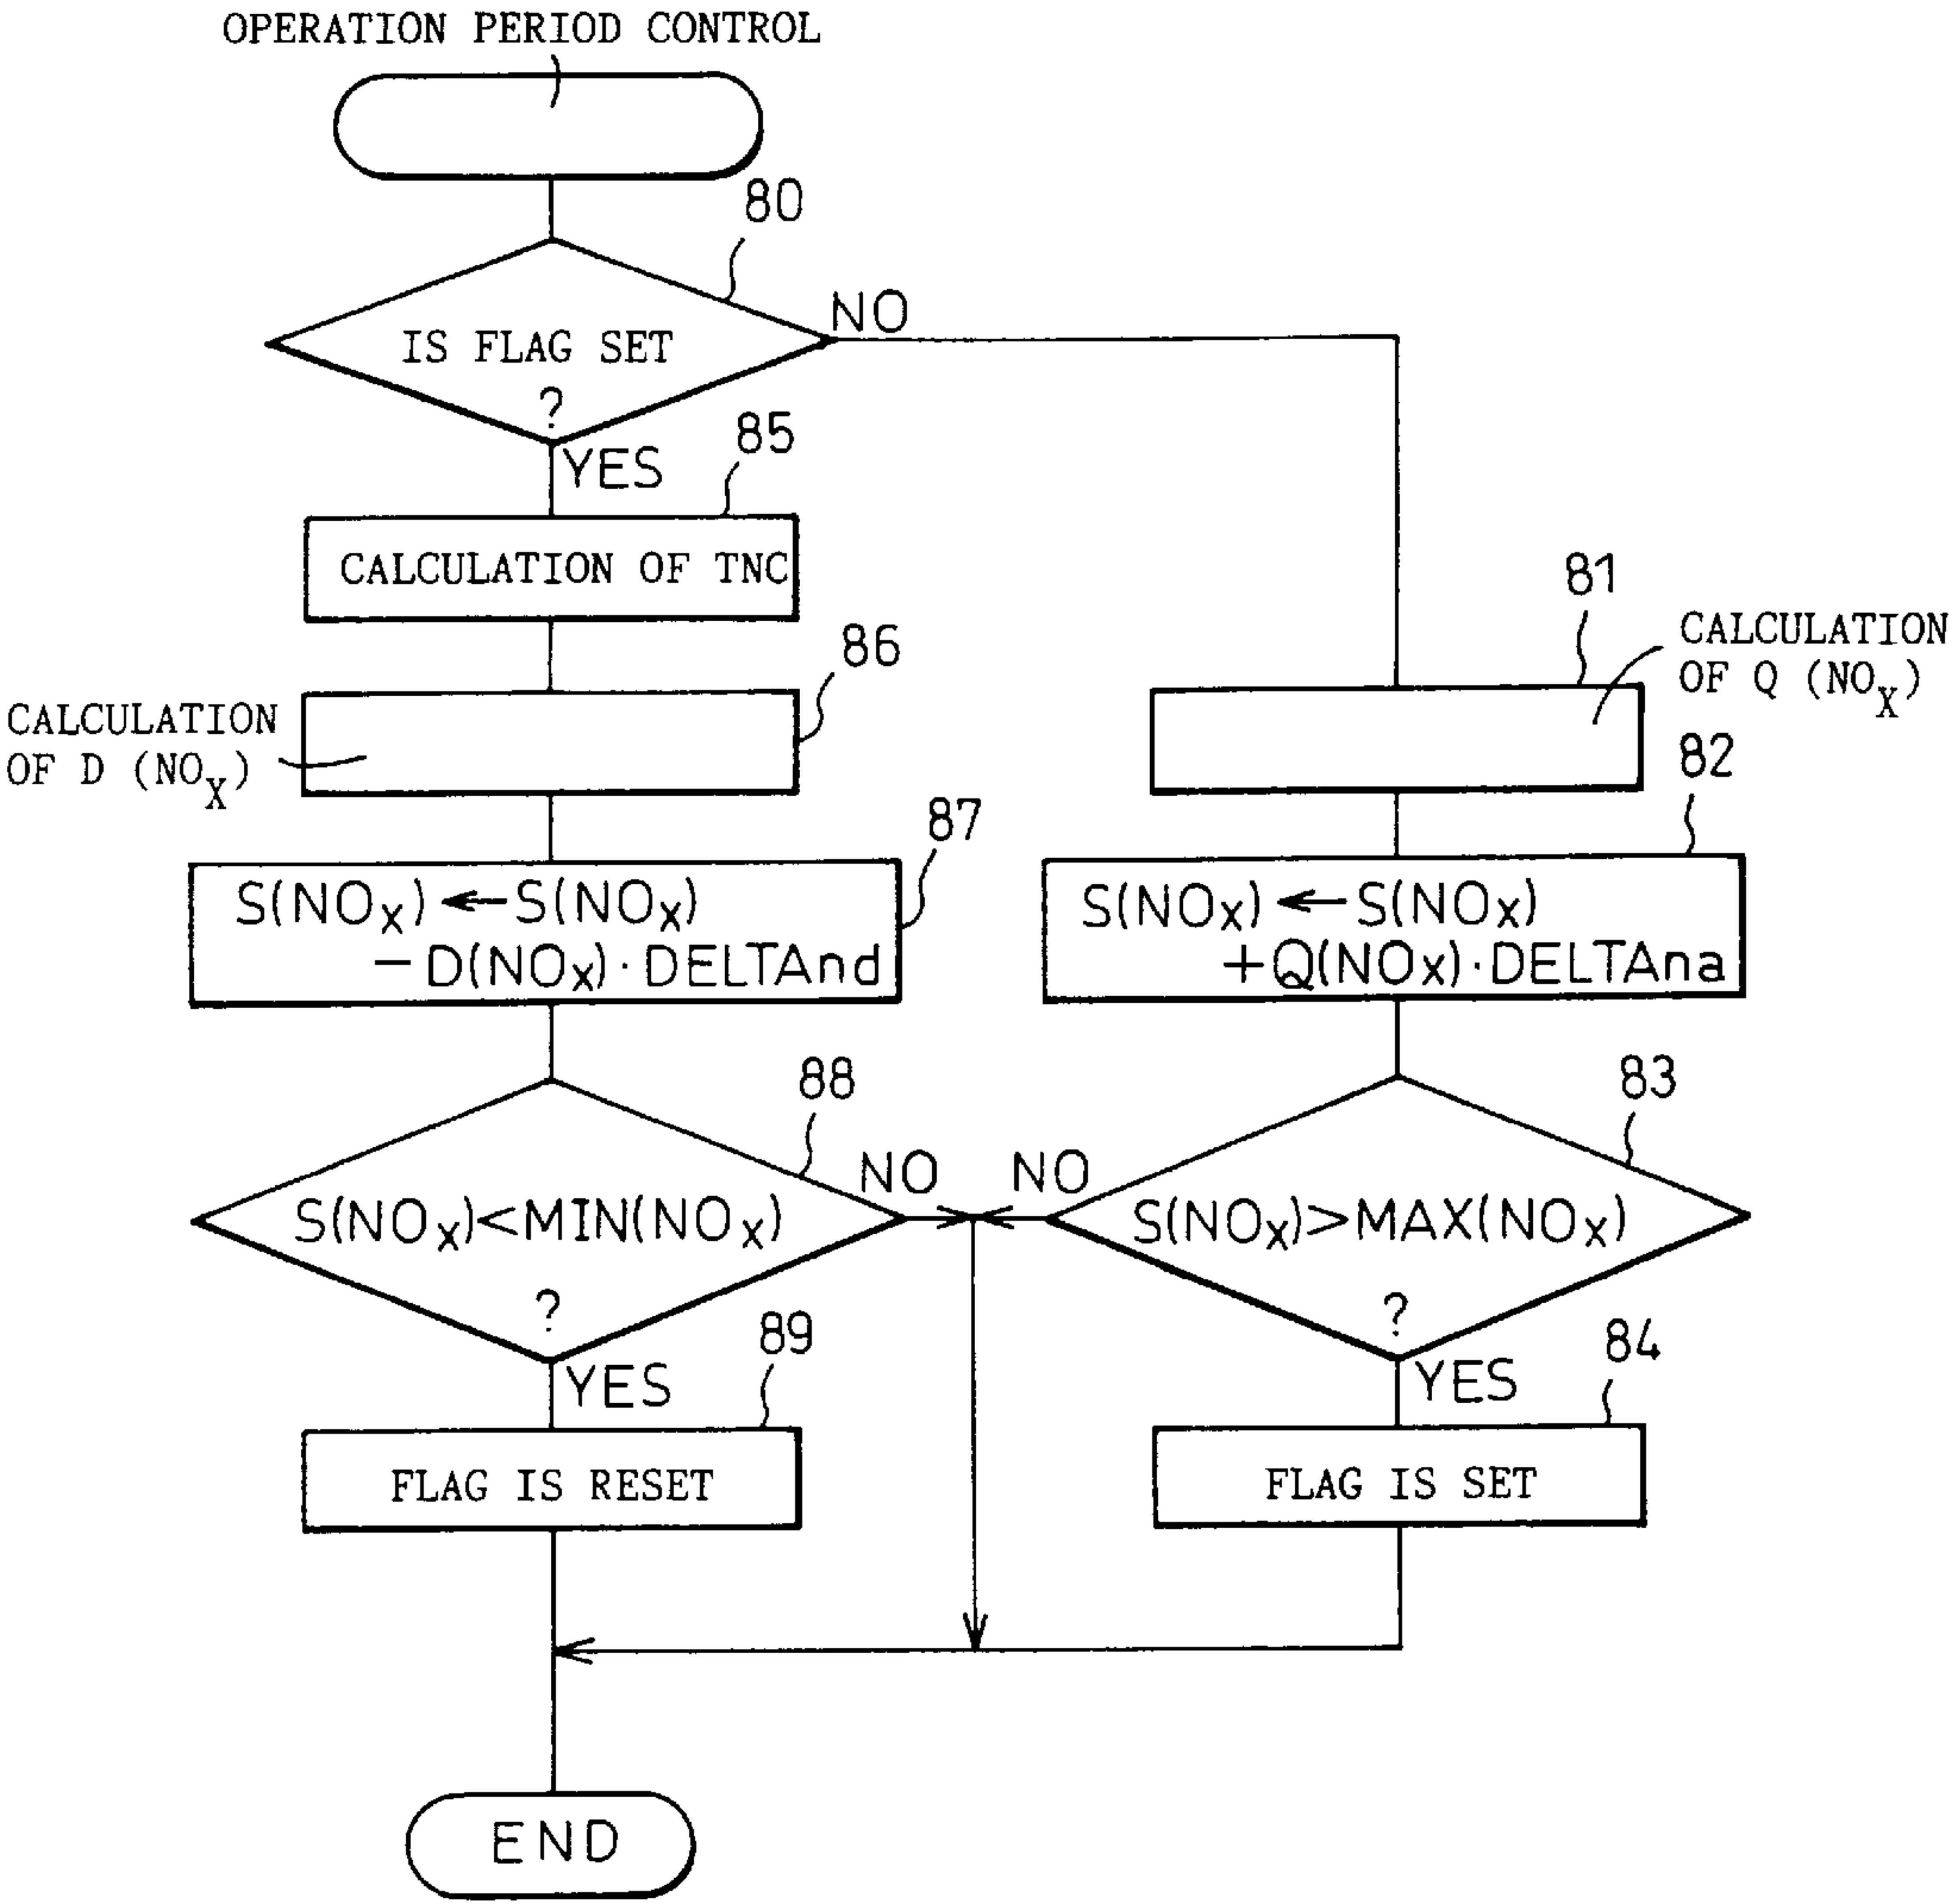 OPERATION PERIOD CONTROL
80
IS FLAG SET
?
NO
YES
85
CALCULATION OF TNC
86
CALCULATION
OF D (NOX)
81
CALCULATION
OF Q (NOX)
82
87
S(NOx) ← S(NOx)
− D(NOx) · DELTAnd
S(NOx) ← S(NOx)
+ Q(NOx) · DELTAna
88
83
NO
NO
S(NOx) < MIN(NOx)
?
S(NOx) > MAX(NOx)
?
YES
89
YES
84
FLAG IS RESET
FLAG IS SET
END